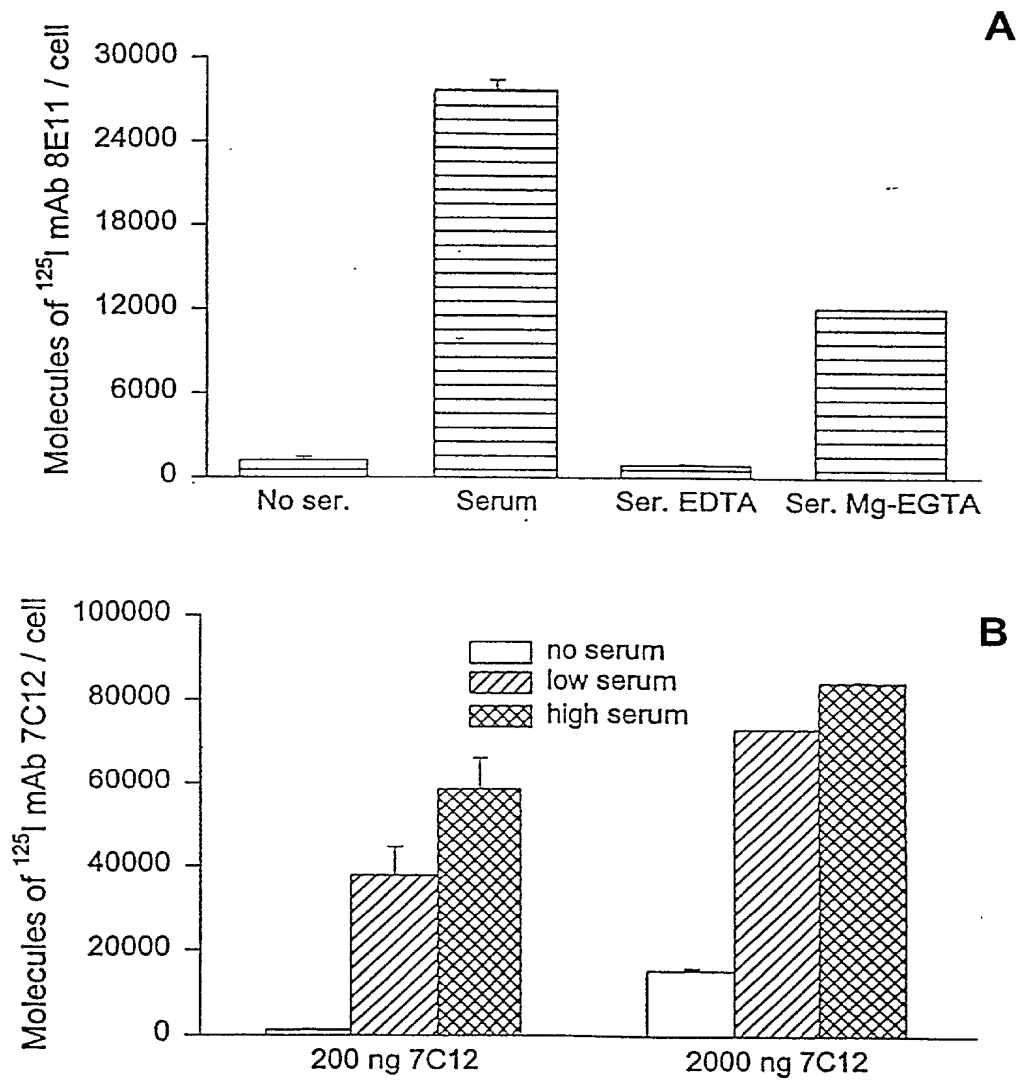 A
Molecules of ¹²⁵I mAb 8E11 / cell
30000
24000
18000
12000
6000
0
No ser.
Serum
Ser. EDTA
Ser. Mg-EGTA
B
Molecules of ¹²⁵I mAb 7C12 / cell
100000
80000
60000
40000
20000
0
no serum
low serum
high serum
200 ng 7C12
2000 ng 7C12